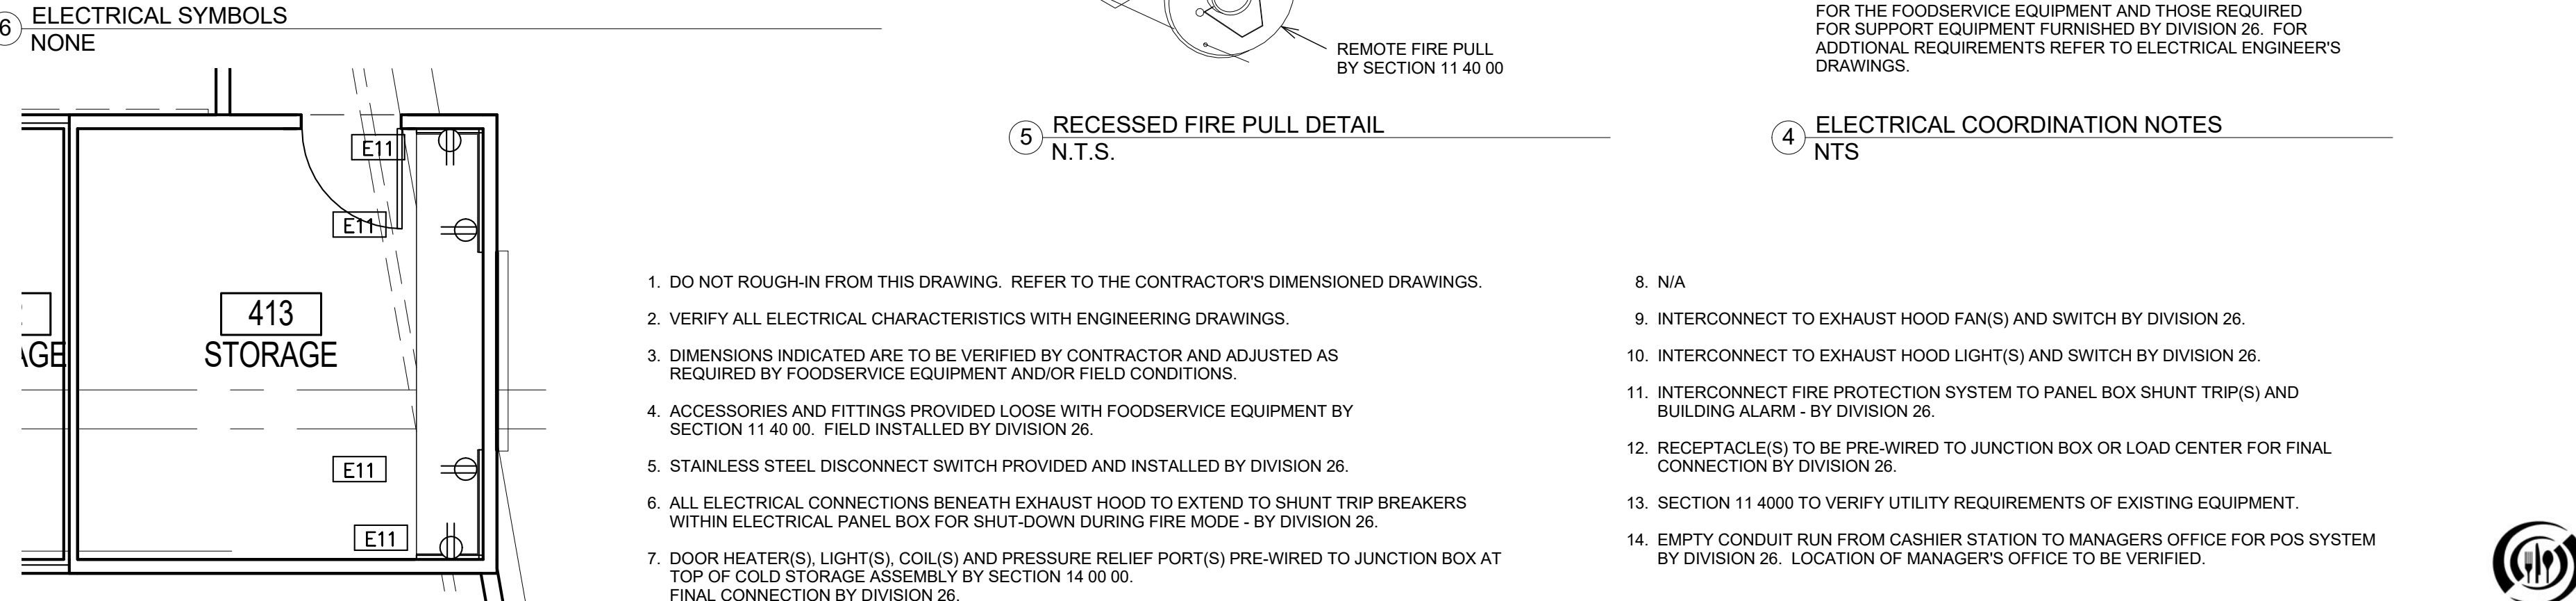 6 ELECTRICAL SYMBOLS
NONE
REMOTE FIRE PULL
BY SECTION 11 40 00
5 RECESSED FIRE PULL DETAIL
N.T.S.
FOR THE FOODSERVICE EQUIPMENT AND THOSE REQUIRED
FOR SUPPORT EQUIPMENT FURNISHED BY DIVISION 26. FOR
ADDTIONAL REQUIREMENTS REFER TO ELECTRICAL ENGINEER'S
DRAWINGS.
4 ELECTRICAL COORDINATION NOTES
NTS
E11
E11
413
STORAGE
AGE
E11
E11
1. DO NOT ROUGH-IN FROM THIS DRAWING. REFER TO THE CONTRACTOR'S DIMENSIONED DRAWINGS.
2. VERIFY ALL ELECTRICAL CHARACTERISTICS WITH ENGINEERING DRAWINGS.
3. DIMENSIONS INDICATED ARE TO BE VERIFIED BY CONTRACTOR AND ADJUSTED AS
REQUIRED BY FOODSERVICE EQUIPMENT AND/OR FIELD CONDITIONS.
4. ACCESSORIES AND FITTINGS PROVIDED LOOSE WITH FOODSERVICE EQUIPMENT BY
SECTION 11 40 00. FIELD INSTALLED BY DIVISION 26.
5. STAINLESS STEEL DISCONNECT SWITCH PROVIDED AND INSTALLED BY DIVISION 26.
6. ALL ELECTRICAL CONNECTIONS BENEATH EXHAUST HOOD TO EXTEND TO SHUNT TRIP BREAKERS
WITHIN ELECTRICAL PANEL BOX FOR SHUT-DOWN DURING FIRE MODE - BY DIVISION 26.
7. DOOR HEATER(S), LIGHT(S), COIL(S) AND PRESSURE RELIEF PORT(S) PRE-WIRED TO JUNCTION BOX AT
TOP OF COLD STORAGE ASSEMBLY BY SECTION 14 00 00.
FINAL CONNECTION BY DIVISION 26.
8. N/A
9. INTERCONNECT TO EXHAUST HOOD FAN(S) AND SWITCH BY DIVISION 26.
10. INTERCONNECT TO EXHAUST HOOD LIGHT(S) AND SWITCH BY DIVISION 26.
11. INTERCONNECT FIRE PROTECTION SYSTEM TO PANEL BOX SHUNT TRIP(S) AND
BUILDING ALARM - BY DIVISION 26.
12. RECEPTACLE(S) TO BE PRE-WIRED TO JUNCTION BOX OR LOAD CENTER FOR FINAL
CONNECTION BY DIVISION 26.
13. SECTION 11 4000 TO VERIFY UTILITY REQUIREMENTS OF EXISTING EQUIPMENT.
14. EMPTY CONDUIT RUN FROM CASHIER STATION TO MANAGERS OFFICE FOR POS SYSTEM
BY DIVISION 26. LOCATION OF MANAGER'S OFFICE TO BE VERIFIED.